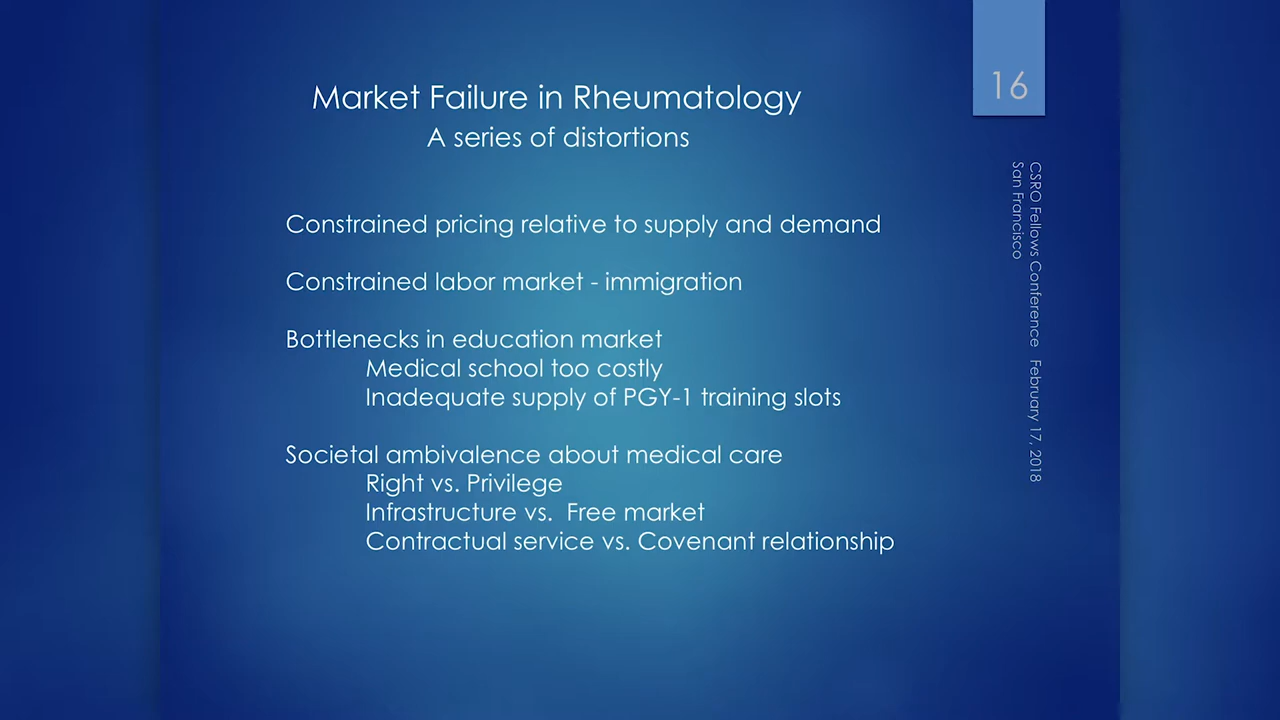 Market Failure in Rheumatology
A series of distortions
16
Constrained pricing relative to supply and demand
Constrained labor market - immigration
Bottlenecks in education market
Medical school too costly
Inadequate supply of PGY-1 training slots
Societal ambivalence about medical care
Right vs. Privilege
Infrastructure vs.  Free market
Contractual service vs. Covenant relationship
CSRO Fellows Conference  February 17, 2018
San Francisco